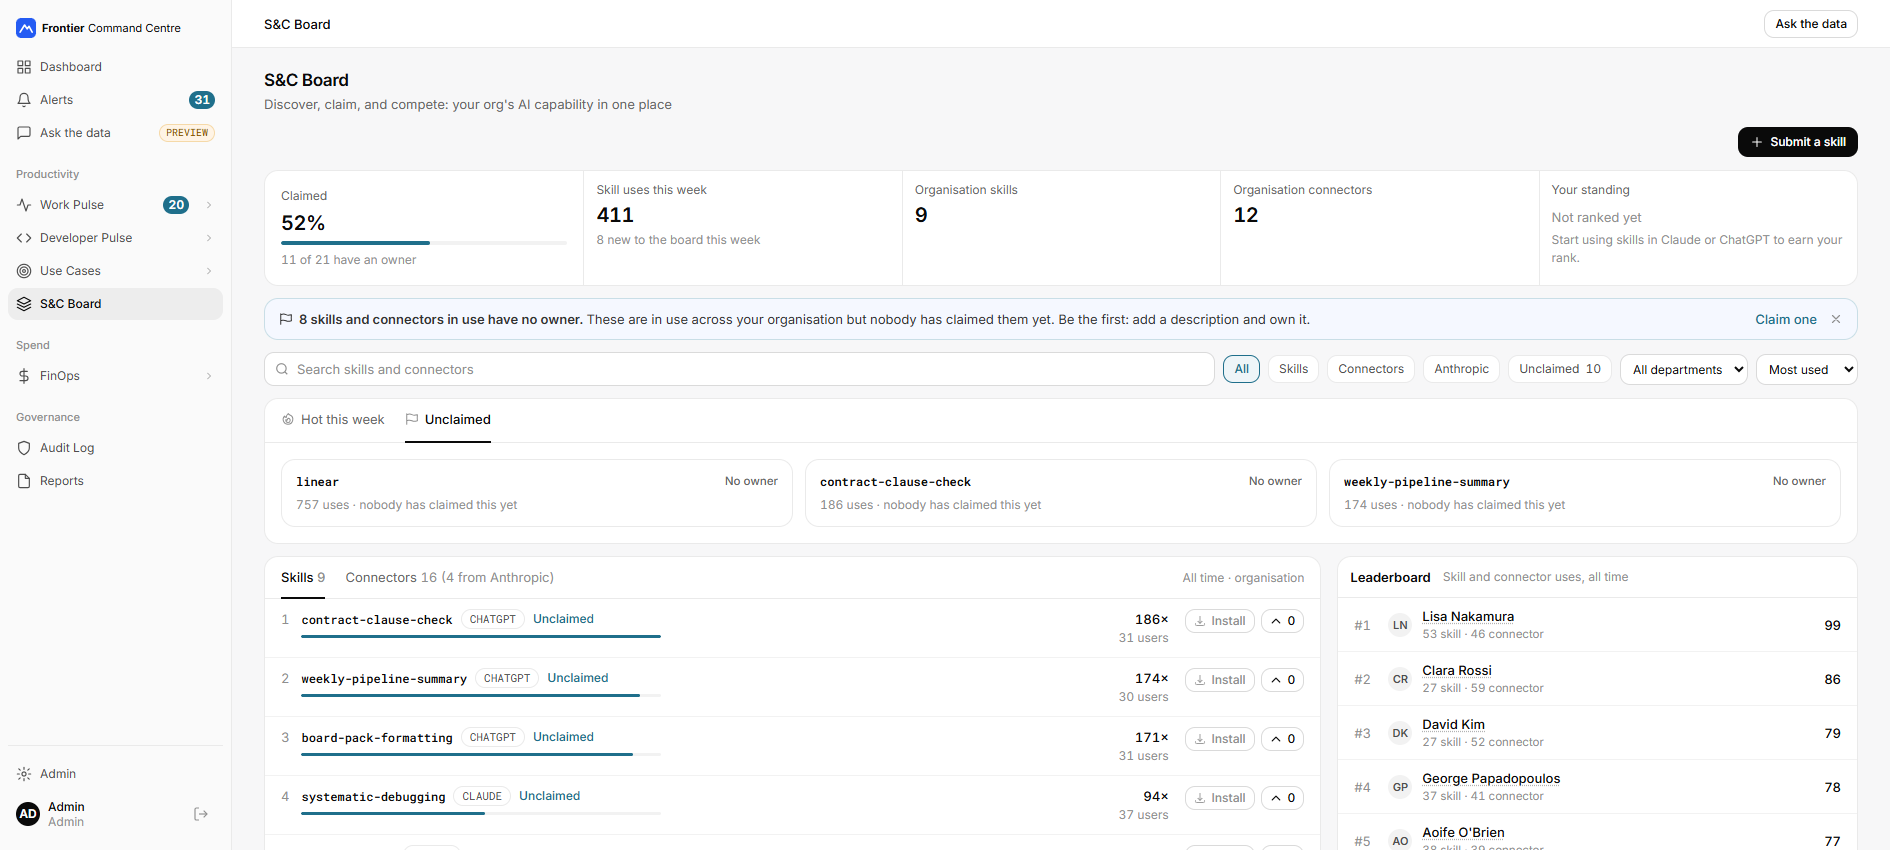 Frontier Command Centre
Dashboard
Alerts 31
Ask the data PREVIEW
Productivity
Work Pulse 20
Developer Pulse
Use Cases
S&C Board
Spend
FinOps
Governance
Audit Log
Reports
Admin
AD
Admin
Admin
S&C Board
Ask the data
S&C Board
Discover, claim, and compete: your org's AI capability in one place
Submit a skill
Claimed
52%
11 of 21 have an owner
Skill uses this week
411
8 new to the board this week
Organisation skills
9
Organisation connectors
12
Your standing
Not ranked yet
Start using skills in Claude or ChatGPT to earn your
rank.
8 skills and connectors in use have no owner. These are in use across your organisation but nobody has claimed them yet. Be the first: add a description and own it.
Claim one
Search skills and connectors
All
Skills
Connectors
Anthropic
Unclaimed 10
All departments
Most used
Hot this week
Unclaimed
linear
No owner
757 uses · nobody has claimed this yet
contract-clause-check
No owner
186 uses · nobody has claimed this yet
weekly-pipeline-summary
No owner
174 uses · nobody has claimed this yet
Skills 9
Connectors 16 (4 from Anthropic)
All time · organisation
1 contract-clause-check CHATGPT Unclaimed
186×
31 users
Install
0
2 weekly-pipeline-summary CHATGPT Unclaimed
174×
30 users
Install
0
3 board-pack-formatting CHATGPT Unclaimed
171×
31 users
Install
0
4 systematic-debugging CLAUDE Unclaimed
94×
37 users
Install
0
Leaderboard
Skill and connector uses, all time
#1 LN Lisa Nakamura
53 skill · 46 connector
99
#2 CR Clara Rossi
27 skill · 59 connector
86
#3 DK David Kim
27 skill · 52 connector
79
#4 GP George Papadopoulos
37 skill · 41 connector
78
#5 AO Aoife O'Brien
38 skill · 39 connector
77